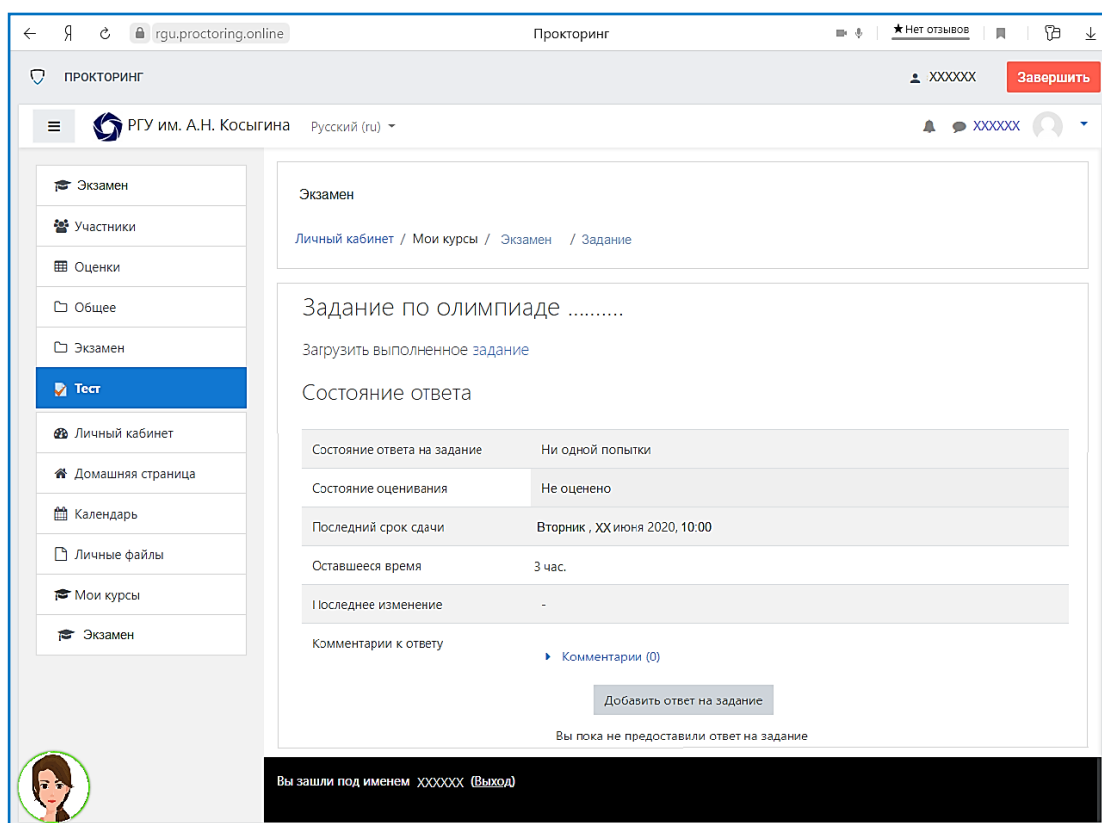 Я rgu.proctoring.online Прокторинг ★Нет отзывов
ПРОКТОРИНГ XXXXXX Завершить
РГУ им. А.Н. Косыгина Русский (ru) XXXXXX
Экзамен
Участники
Оценки
Общее
Экзамен
Тест
Личный кабинет
Домашняя страница
Календарь
Личные файлы
Мои курсы
Экзамен
Экзамен
Личный кабинет / Мои курсы / Экзамен / Задание
Задание по олимпиаде ..........
Загрузить выполненное задание
Состояние ответа
Состояние ответа на задание Ни одной попытки
Состояние оценивания Не оценено
Последний срок сдачи Вторник , XX июня 2020, 10:00
Оставшееся время 3 час.
Последнее изменение -
Комментарии к ответу
Комментарии (0)
Добавить ответ на задание
Вы пока не предоставили ответ на задание
Вы зашли под именем XXXXXX (Выход)